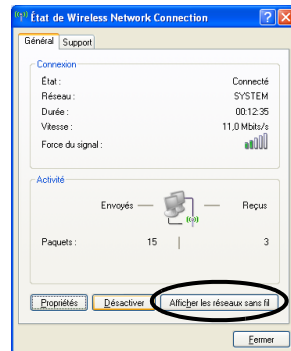 État de Wireless Network Connection
Général Support
Connexion
État : Connecté
Réseau : SYSTEM
Durée : 00:12:35
Vitesse : 11,0 Mbits/s
Force du signal :
Activité
Envoyés — — Reçus
Paquets : 15 | 3
Propriétés Désactiver Afficher les réseaux sans fil
Fermer